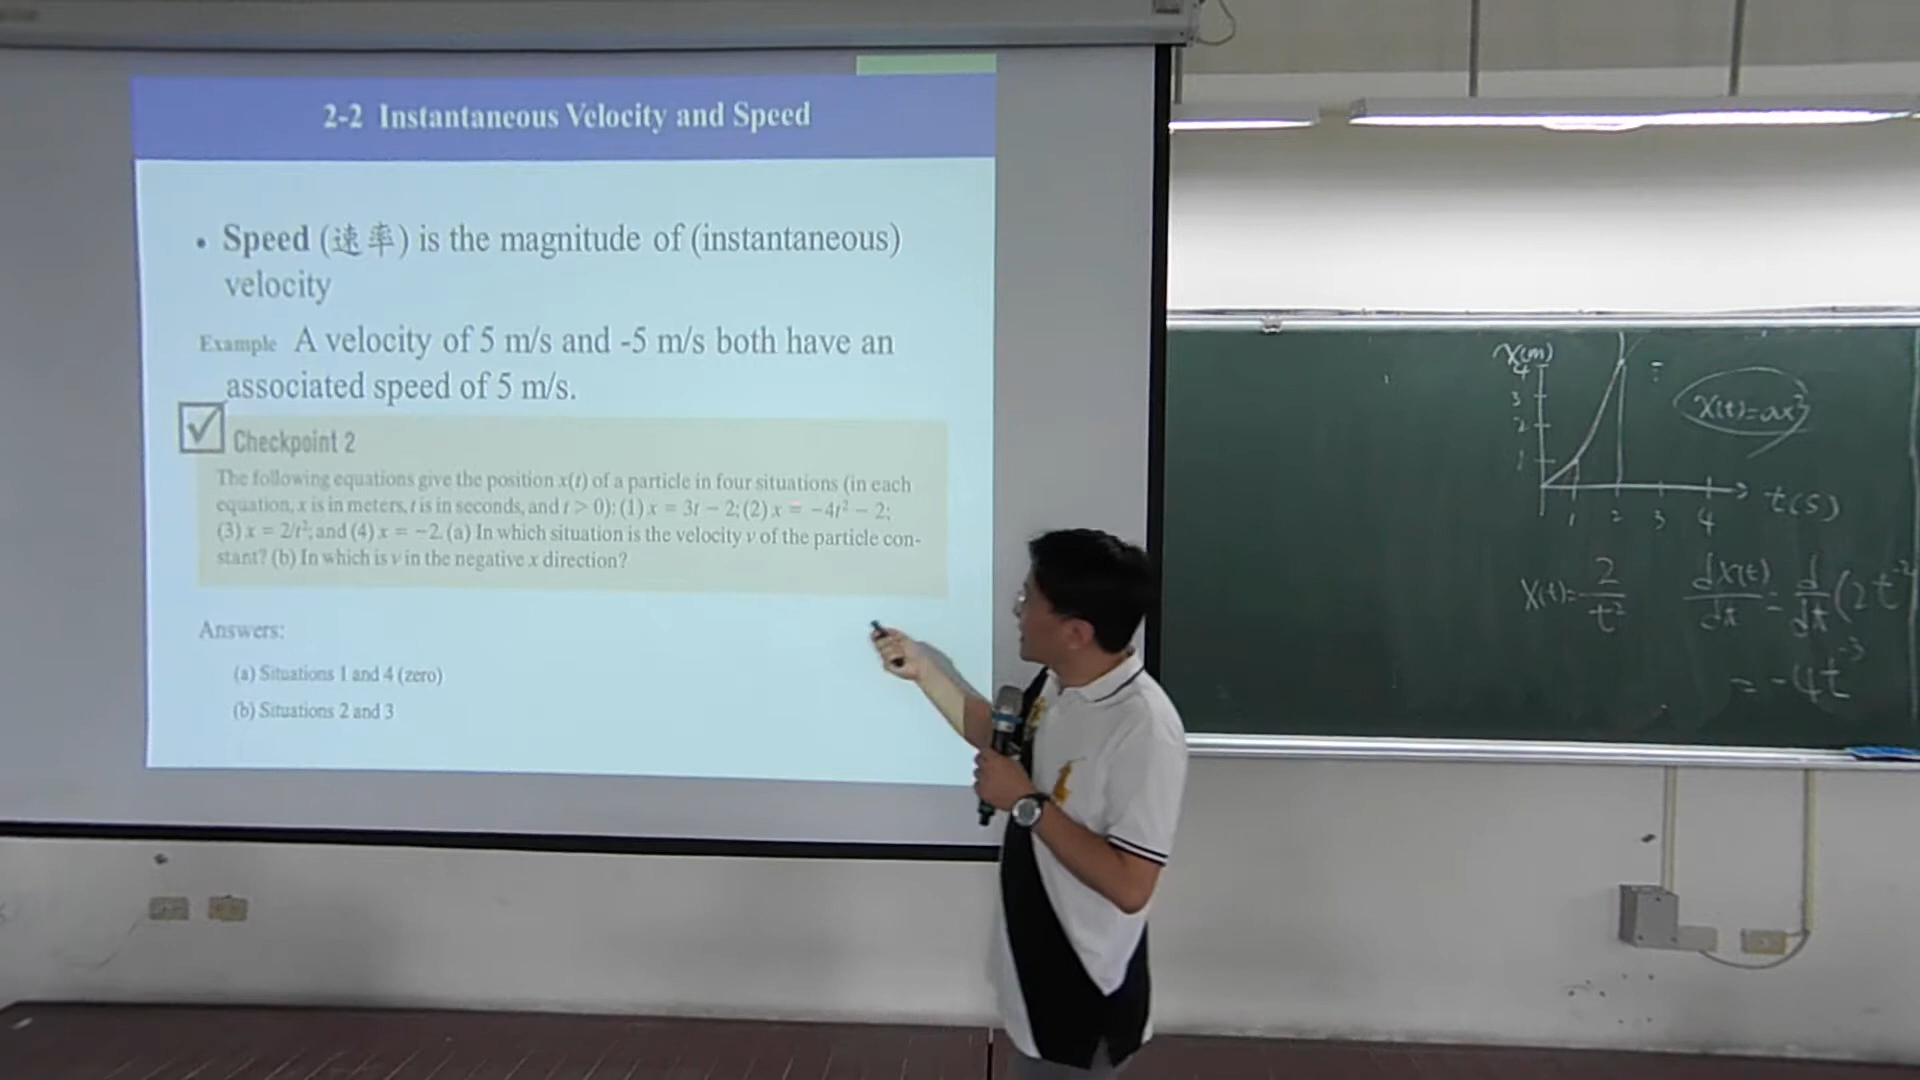 2-2 Instantaneous Velocity and Speed
• Speed (速率) is the magnitude of (instantaneous)
velocity
Example A velocity of 5 m/s and -5 m/s both have an
associated speed of 5 m/s.
Checkpoint 2
The following equations give the position x(t) of a particle in four situations (in each
equation, x is in meters, t is in seconds, and t > 0): (1) x = 3t − 2; (2) x = −4t² − 2;
(3) x = 2/t²; and (4) x = −2. (a) In which situation is the velocity v of the particle con-
stant? (b) In which is v in the negative x direction?
Answers:
(a) Situations 1 and 4 (zero)
(b) Situations 2 and 3
x(m)
4
3
2
1
1 2 3 4
t(s)
x(t)=ax²
x(t)=2/t²
dx(t)/dt = d/dt (2t⁻²
= -4t⁻³